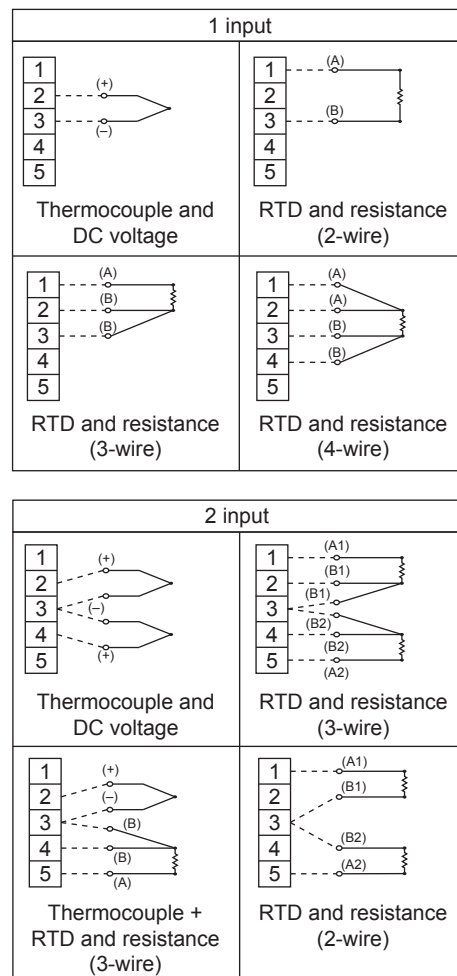 1 input
1
2
3
4
5
(+)
(–)
Thermocouple and
DC voltage
1
2
3
4
5
(A)
(B)
RTD and resistance
(2-wire)
1
2
3
4
5
(A)
(B)
(B)
RTD and resistance
(3-wire)
1
2
3
4
5
(A)
(A)
(B)
(B)
RTD and resistance
(4-wire)
2 input
1
2
3
4
5
(+)
(–)
(+)
Thermocouple and
DC voltage
1
2
3
4
5
(A1)
(B1)
(B1)
(B2)
(B2)
(A2)
RTD and resistance
(3-wire)
1
2
3
4
5
(+)
(–)
(B)
(B)
(A)
Thermocouple +
RTD and resistance
(3-wire)
1
2
3
4
5
(A1)
(B1)
(B2)
(A2)
RTD and resistance
(2-wire)